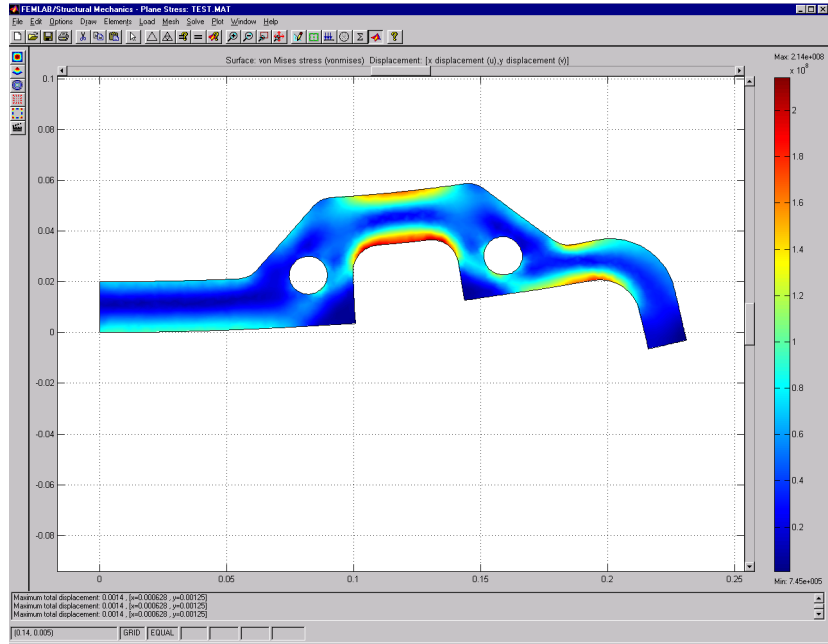 FEMLAB/Structural Mechanics - Plane Stress: TEST.MAT
File Edit Options Draw Elements Load Mesh Solve Plot Window Help
Surface: von Mises stress (vonmises) Displacement: [x displacement (u),y displacement (v)]
Max: 2.14e+008
x 10^8
0.1
0.08
0.06
0.04
0.02
0
-0.02
-0.04
-0.06
-0.08
0 0.05 0.1 0.15 0.2 0.25
2
1.8
1.6
1.4
1.2
1
0.8
0.6
0.4
0.2
Min: 7.45e+005
Maximum total displacement: 0.0014 , [x=0.000628 , y=0.00125]
Maximum total displacement: 0.0014 , [x=0.000628 , y=0.00125]
Maximum total displacement: 0.0014 , [x=0.000628 , y=0.00125]
(0.14, 0.005) GRID EQUAL